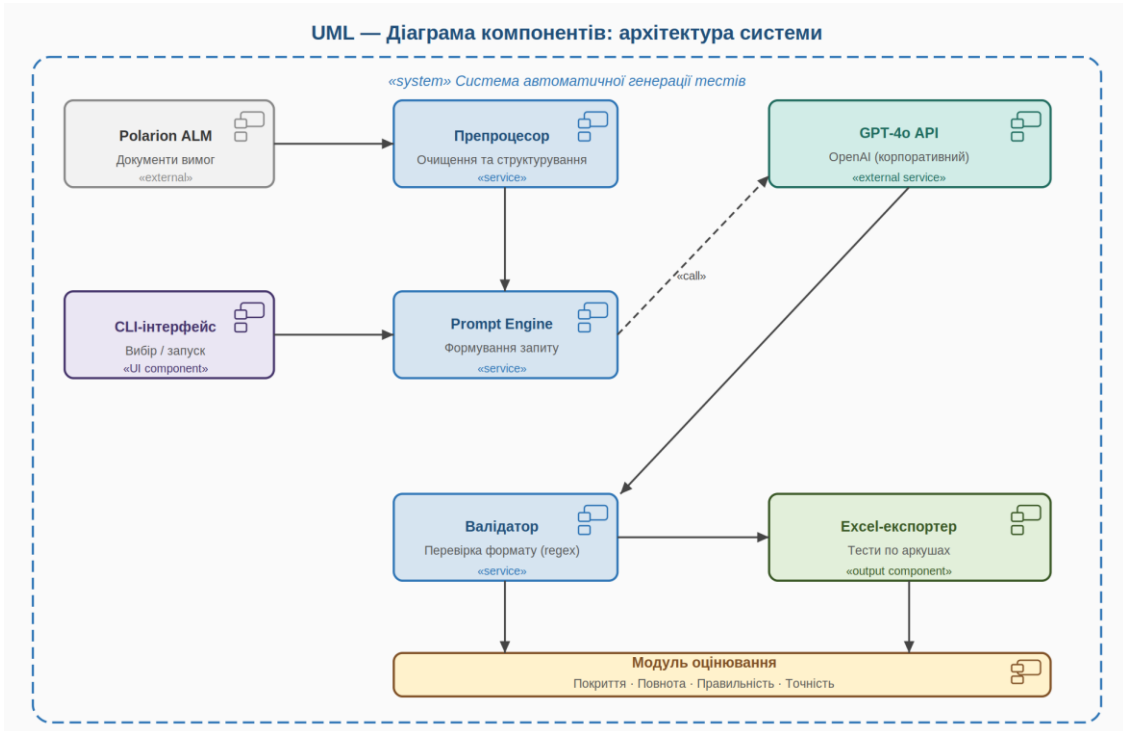 UML — Діаграма компонентів: архітектура системи
«system» Система автоматичної генерації тестів
Polarion ALM
Документи вимог
«external»
Препроцесор
Очищення та структурування
«service»
GPT-4o API
OpenAI (корпоративний)
«external service»
«call»
CLI-інтерфейс
Вибір / запуск
«UI component»
Prompt Engine
Формування запиту
«service»
Валідатор
Перевірка формату (regex)
«service»
Excel-експортер
Тести по аркушах
«output component»
Модуль оцінювання
Покриття · Повнота · Правильність · Точність